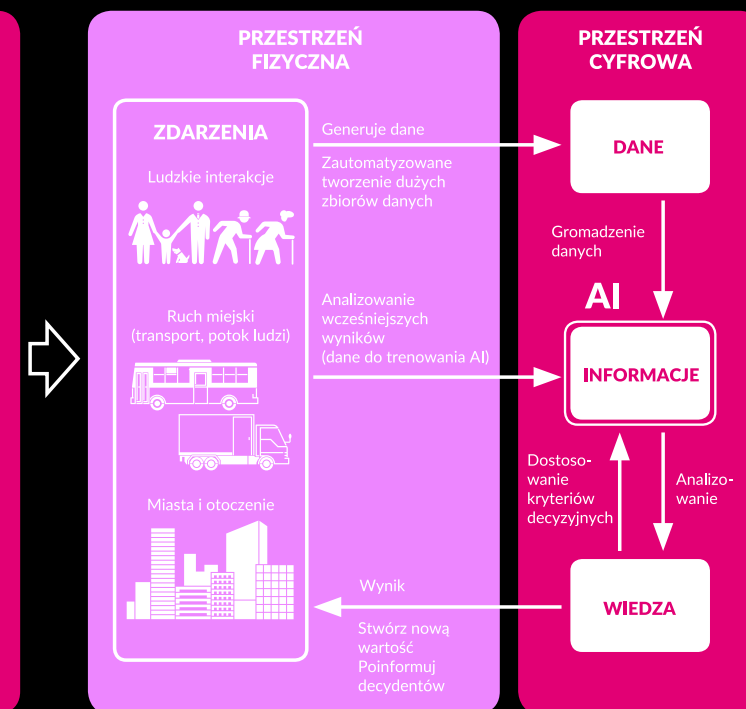 PRZESTRZEŃ
FIZYCZNA
ZDARZENIA
Ludzkie interakcje
Ruch miejski
(transport, potok ludzi)
Miasta i otoczenie
Generuje dane
Zautomatyzowane
tworzenie dużych
zbiorów danych
Analizowanie
wcześniejszych
wyników
(dane do trenowania AI)
Wynik
Stwórz nową
wartość
Poinformuj
decydentów
PRZESTRZEŃ
CYFROWA
DANE
Gromadzenie
danych
AI
INFORMACJE
Dostoso-
wanie
kryteriów
decyzyjnych
Analizo-
wanie
WIEDZA